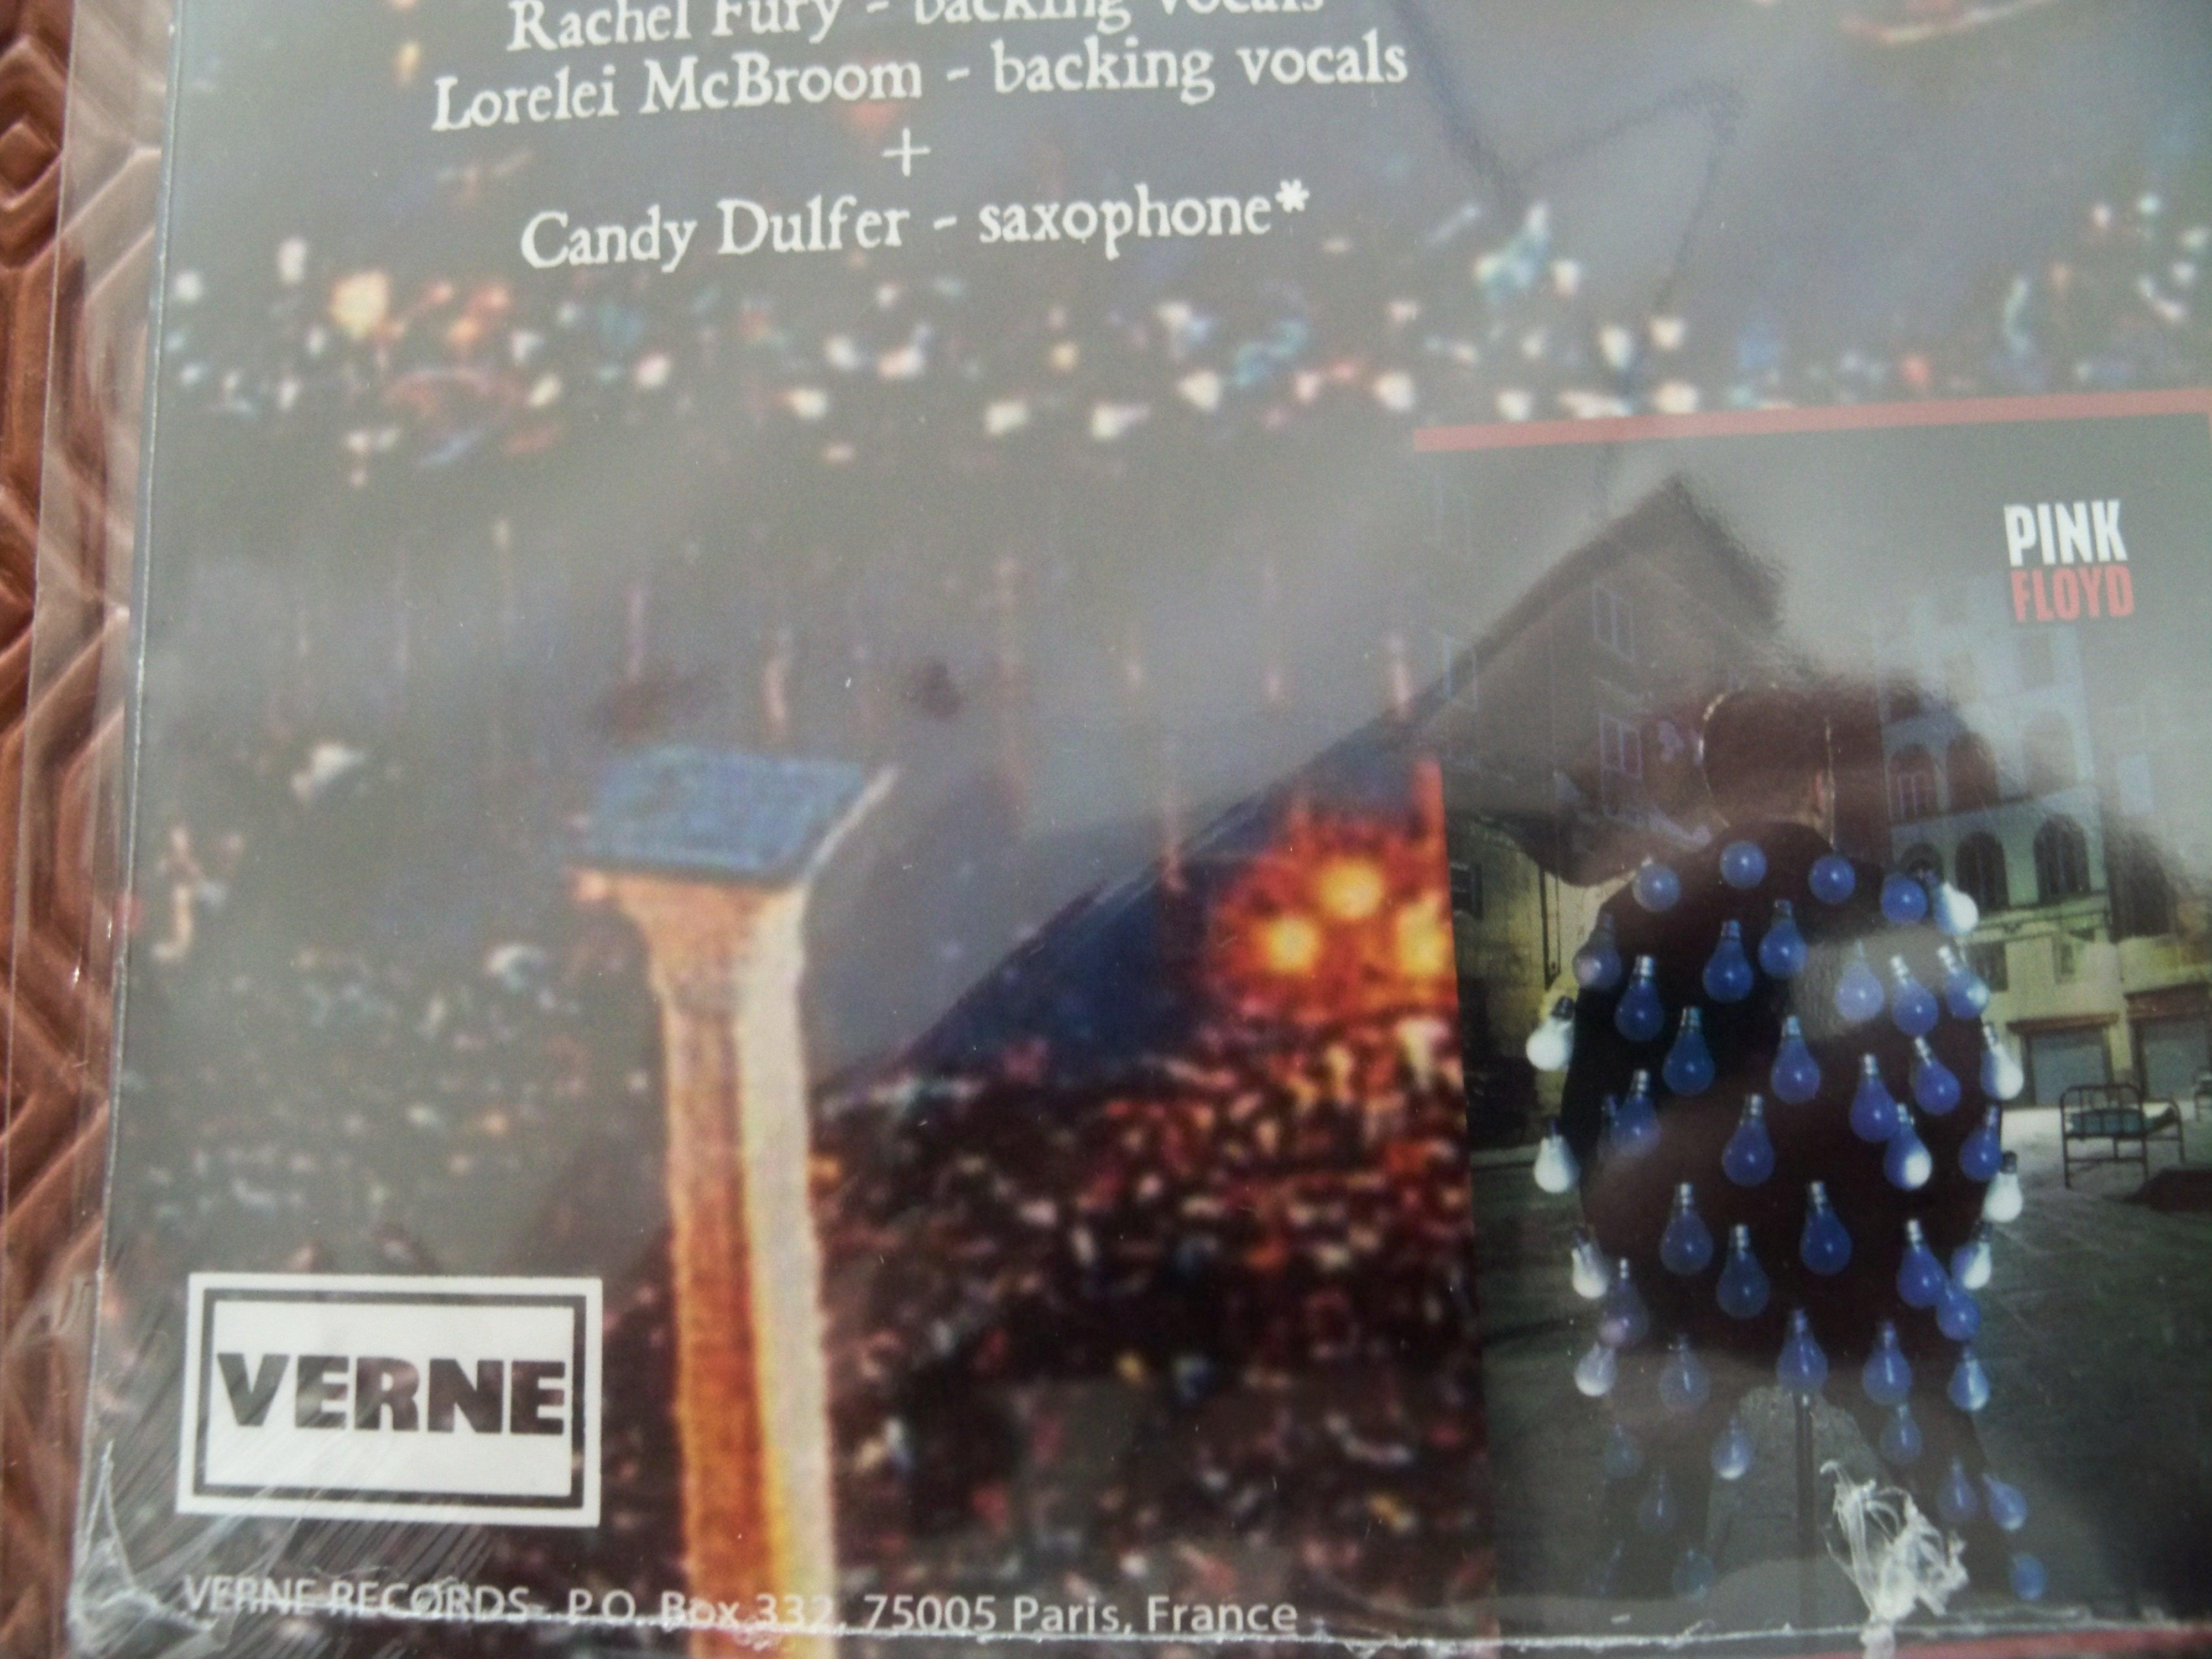 Rachel Fury - backing vocals
Lorelei McBroom - backing vocals
+
Candy Dulfer - saxophone*
PINK
FLOYD
VERNE
VERNE RECORDS - P.O. Box 332, 75005 Paris, France